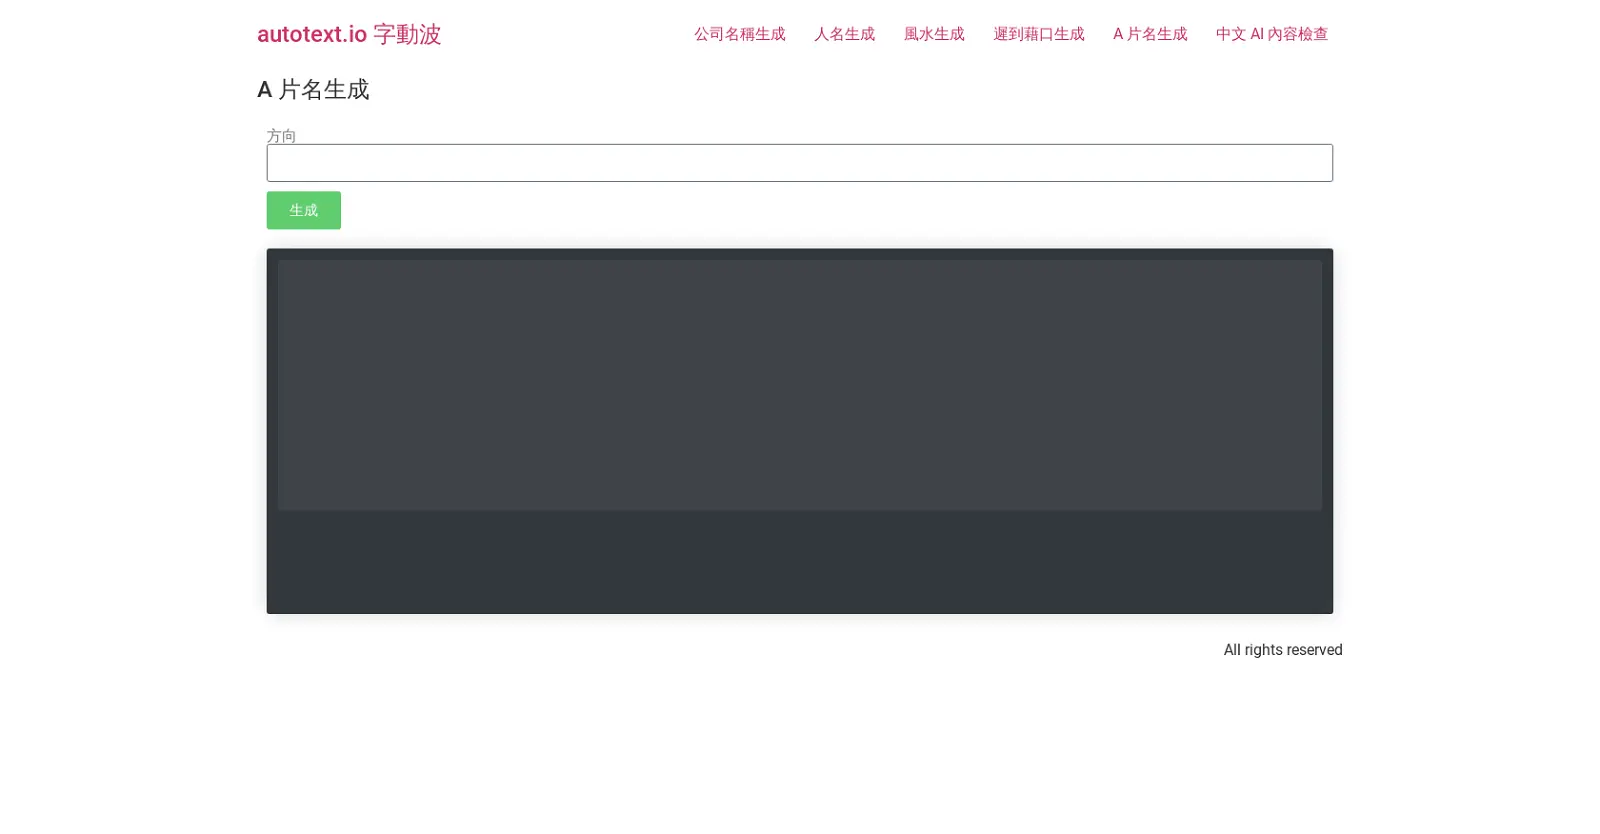 autotext.io 字動波
公司名稱生成 人名生成 風水生成 遲到藉口生成 A 片名生成 中文 AI 內容檢查
A 片名生成
方向
生成
All rights reserved